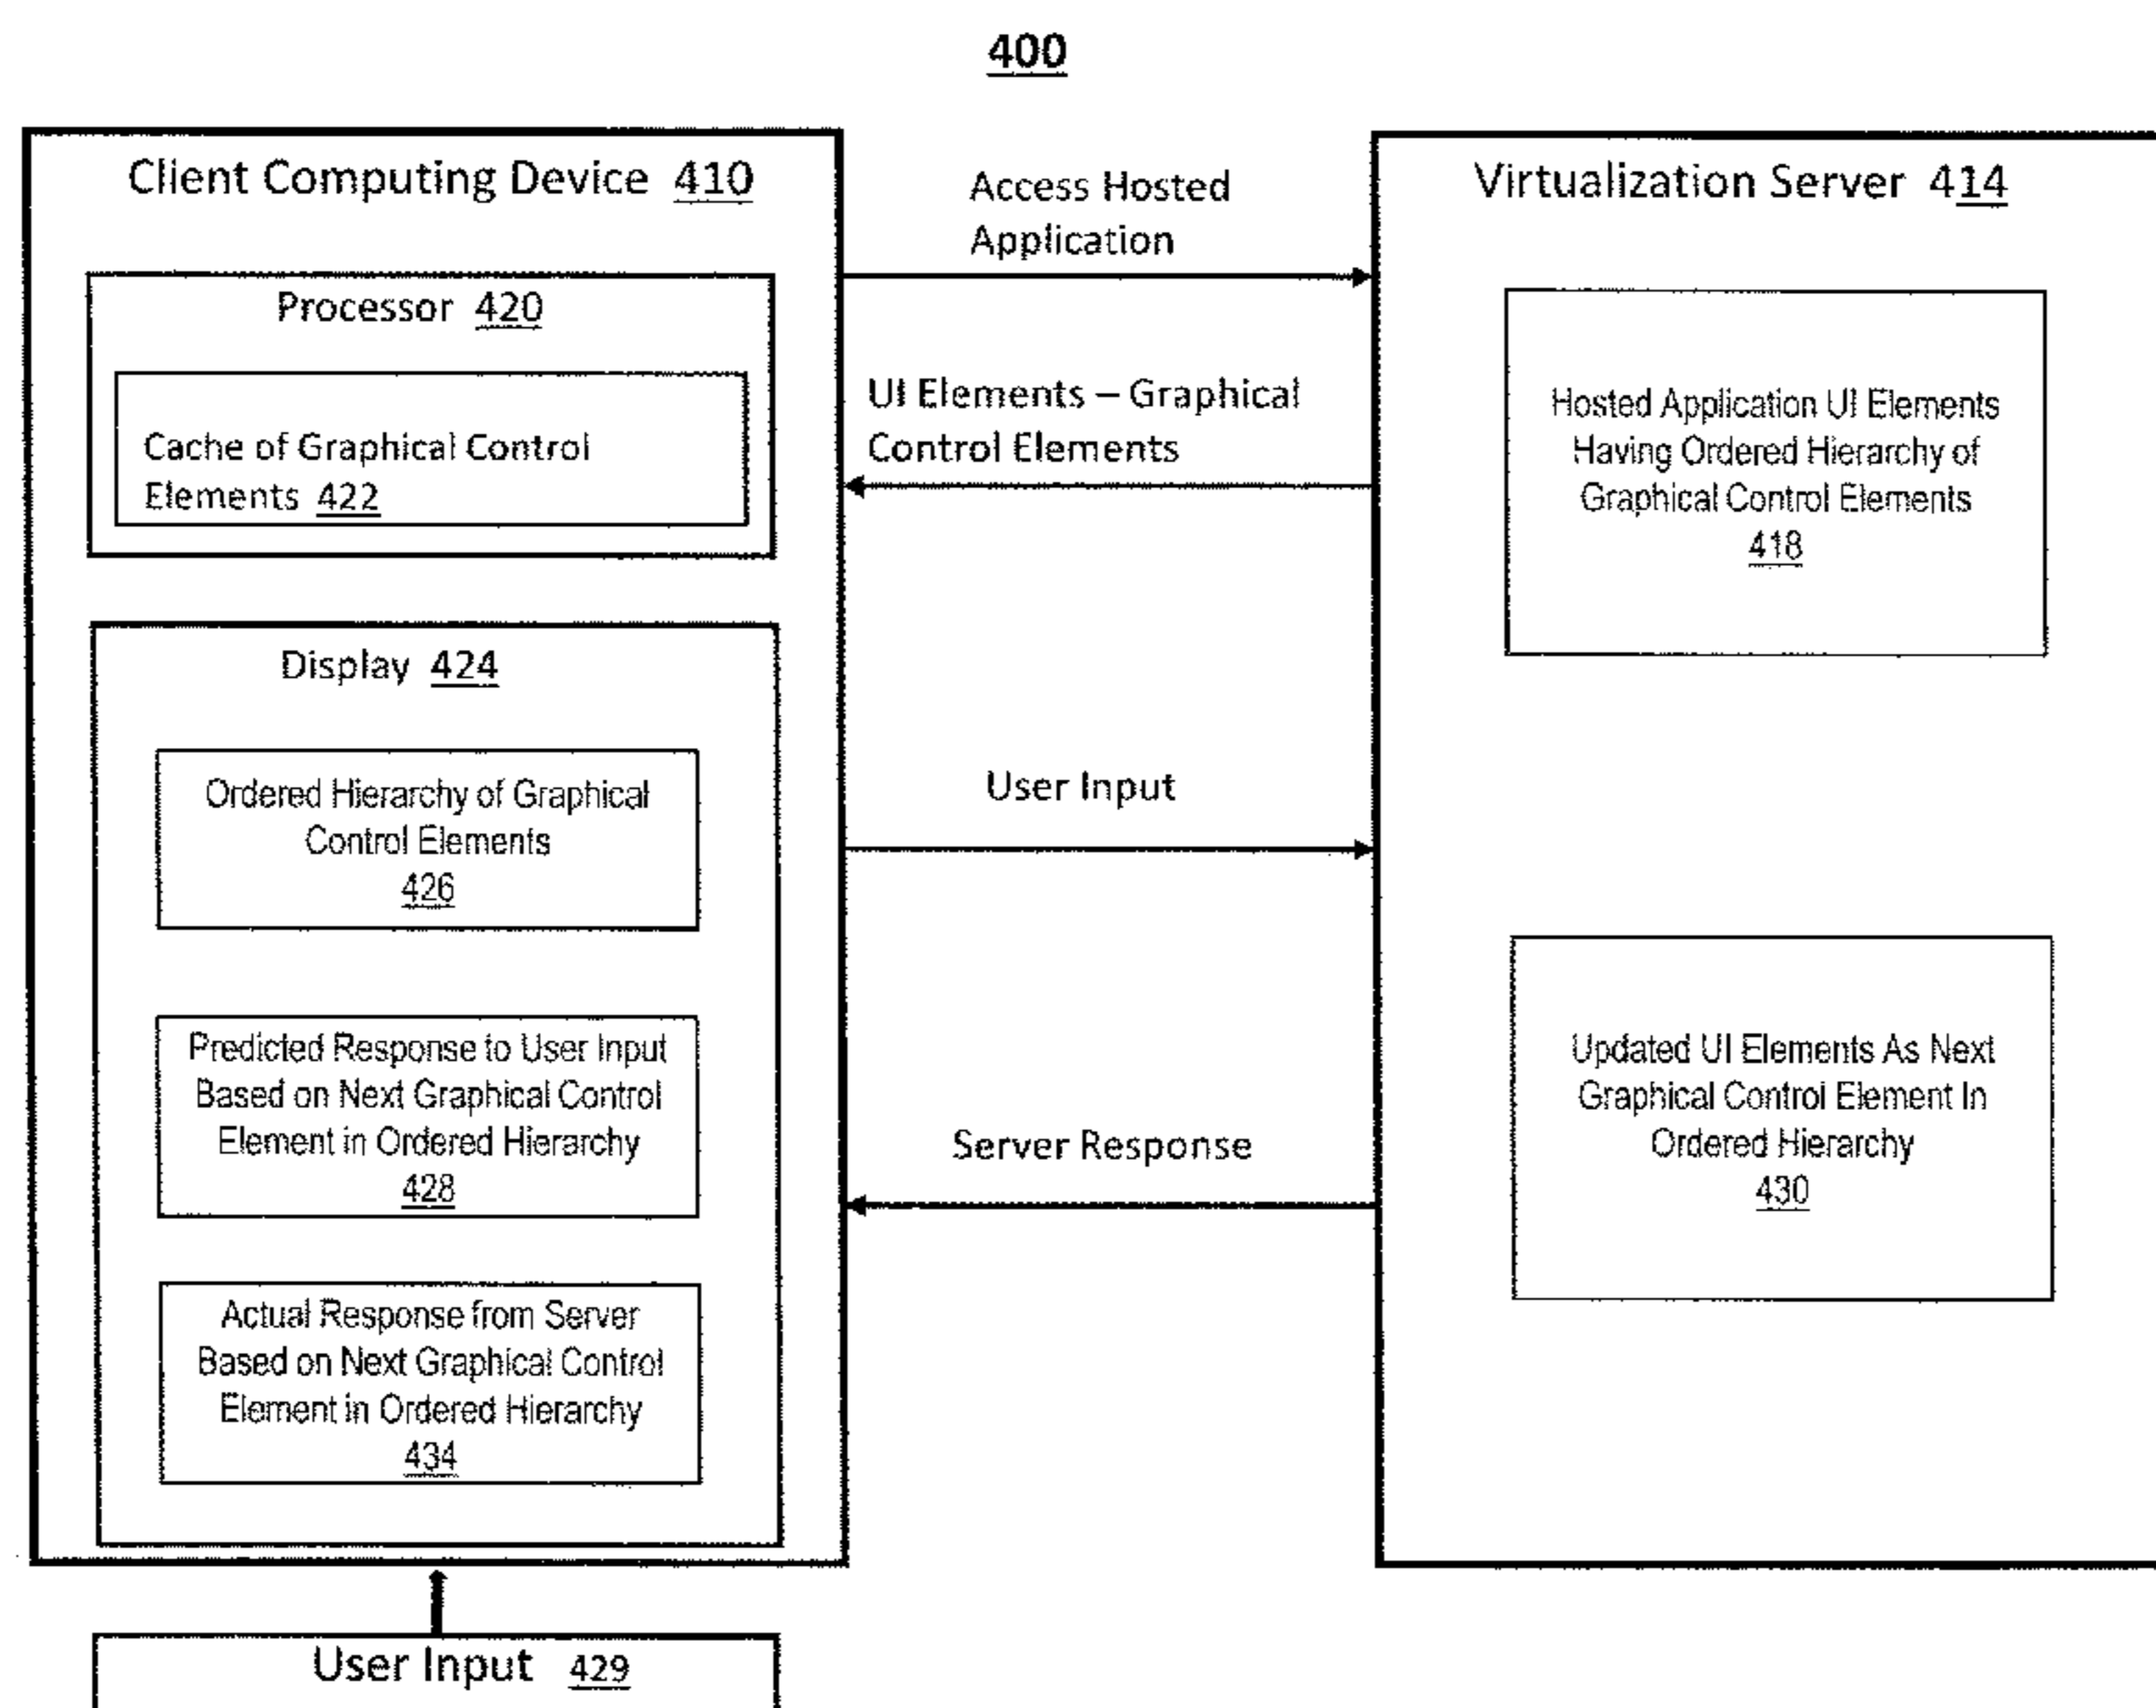 400
Client Computing Device 410
Processor 420
Cache of Graphical Control
Elements 422
Display 424
Ordered Hierarchy of Graphical
Control Elements
426
Predicted Response to User Input
Based on Next Graphical Control
Element in Ordered Hierarchy
428
Actual Response from Server
Based on Next Graphical Control
Element in Ordered Hierarchy
434
User Input 429
Access Hosted
Application
UI Elements – Graphical
Control Elements
User Input
Server Response
Virtualization Server 414
Hosted Application UI Elements
Having Ordered Hierarchy of
Graphical Control Elements
418
Updated UI Elements As Next
Graphical Control Element In
Ordered Hierarchy
430